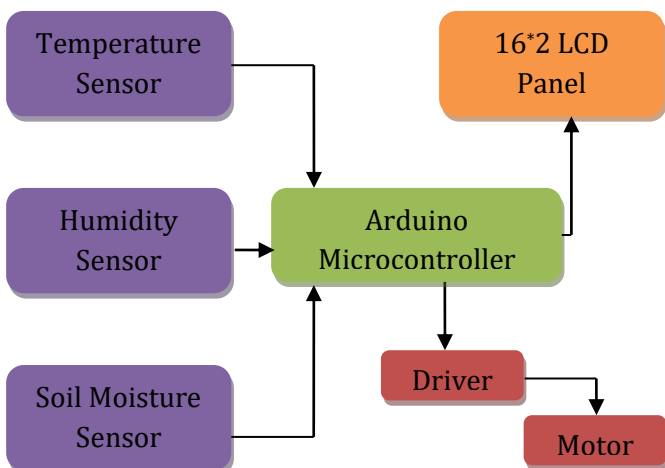 Temperature
Sensor
16*2 LCD
Panel
Humidity
Sensor
Arduino
Microcontroller
Soil Moisture
Sensor
Driver
Motor